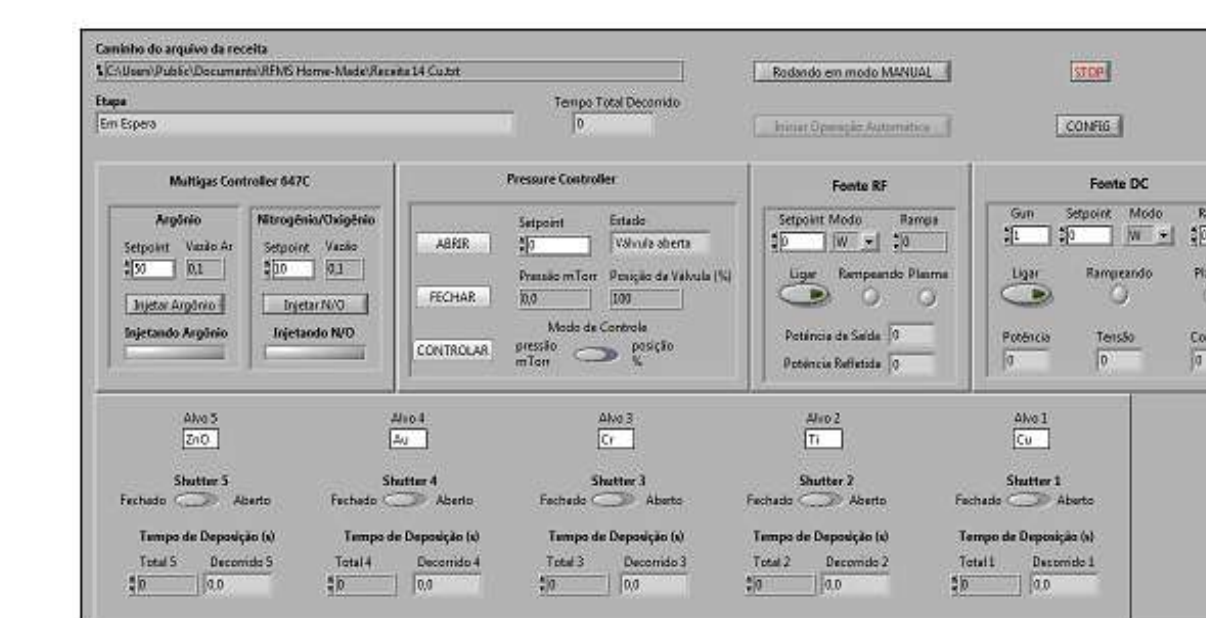 Caminho do arquivo da receita
C:\Users\Public\Documents\RFMS Home-Made\Receita 14 Cu.txt
Rodando em modo MANUAL
STOP
Etapa
Tempo Total Decorrido
Em Espera
0
Iniciar Operação Automática
CONFIG
Multigas Controller 647C
Argônio
Nitrogênio/Oxigênio
Setpoint Vazão Ar
Setpoint Vazão
50 0,1
10 0,1
Injetar Argônio
Injetar N/O
Injetando Argônio
Injetando N/O
Pressure Controller
ABRIR
FECHAR
CONTROLAR
Setpoint Estado
0 Válvula aberta
Pressão mTorr Posição da Válvula (%)
0,0 100
Modo de Controle
pressão posição
mTorr %
Fonte RF
Setpoint Modo Rampa
0 W 0
Ligar Rampeando Plasma
Potência de Saída 0
Potência Refletida 0
Fonte DC
Gun Setpoint Modo
1 0 W 0
Ligar Rampeando Pl
Potência Tensão Co
0 0 0
Alvo 5 Alvo 4 Alvo 3 Alvo 2 Alvo 1
ZnO Au Cr Ti Cu
Shutter 5 Shutter 4 Shutter 3 Shutter 2 Shutter 1
Fechado Aberto Fechado Aberto Fechado Aberto Fechado Aberto Fechado Aberto
Tempo de Deposição (s) Tempo de Deposição (s) Tempo de Deposição (s) Tempo de Deposição (s) Tempo de Deposição (s)
Total 5 Decorrido 5 Total 4 Decorrido 4 Total 3 Decorrido 3 Total 2 Decorrido 2 Total 1 Decorrido 1
0 0,0 0 0,0 0 0,0 0 0,0 0 0,0